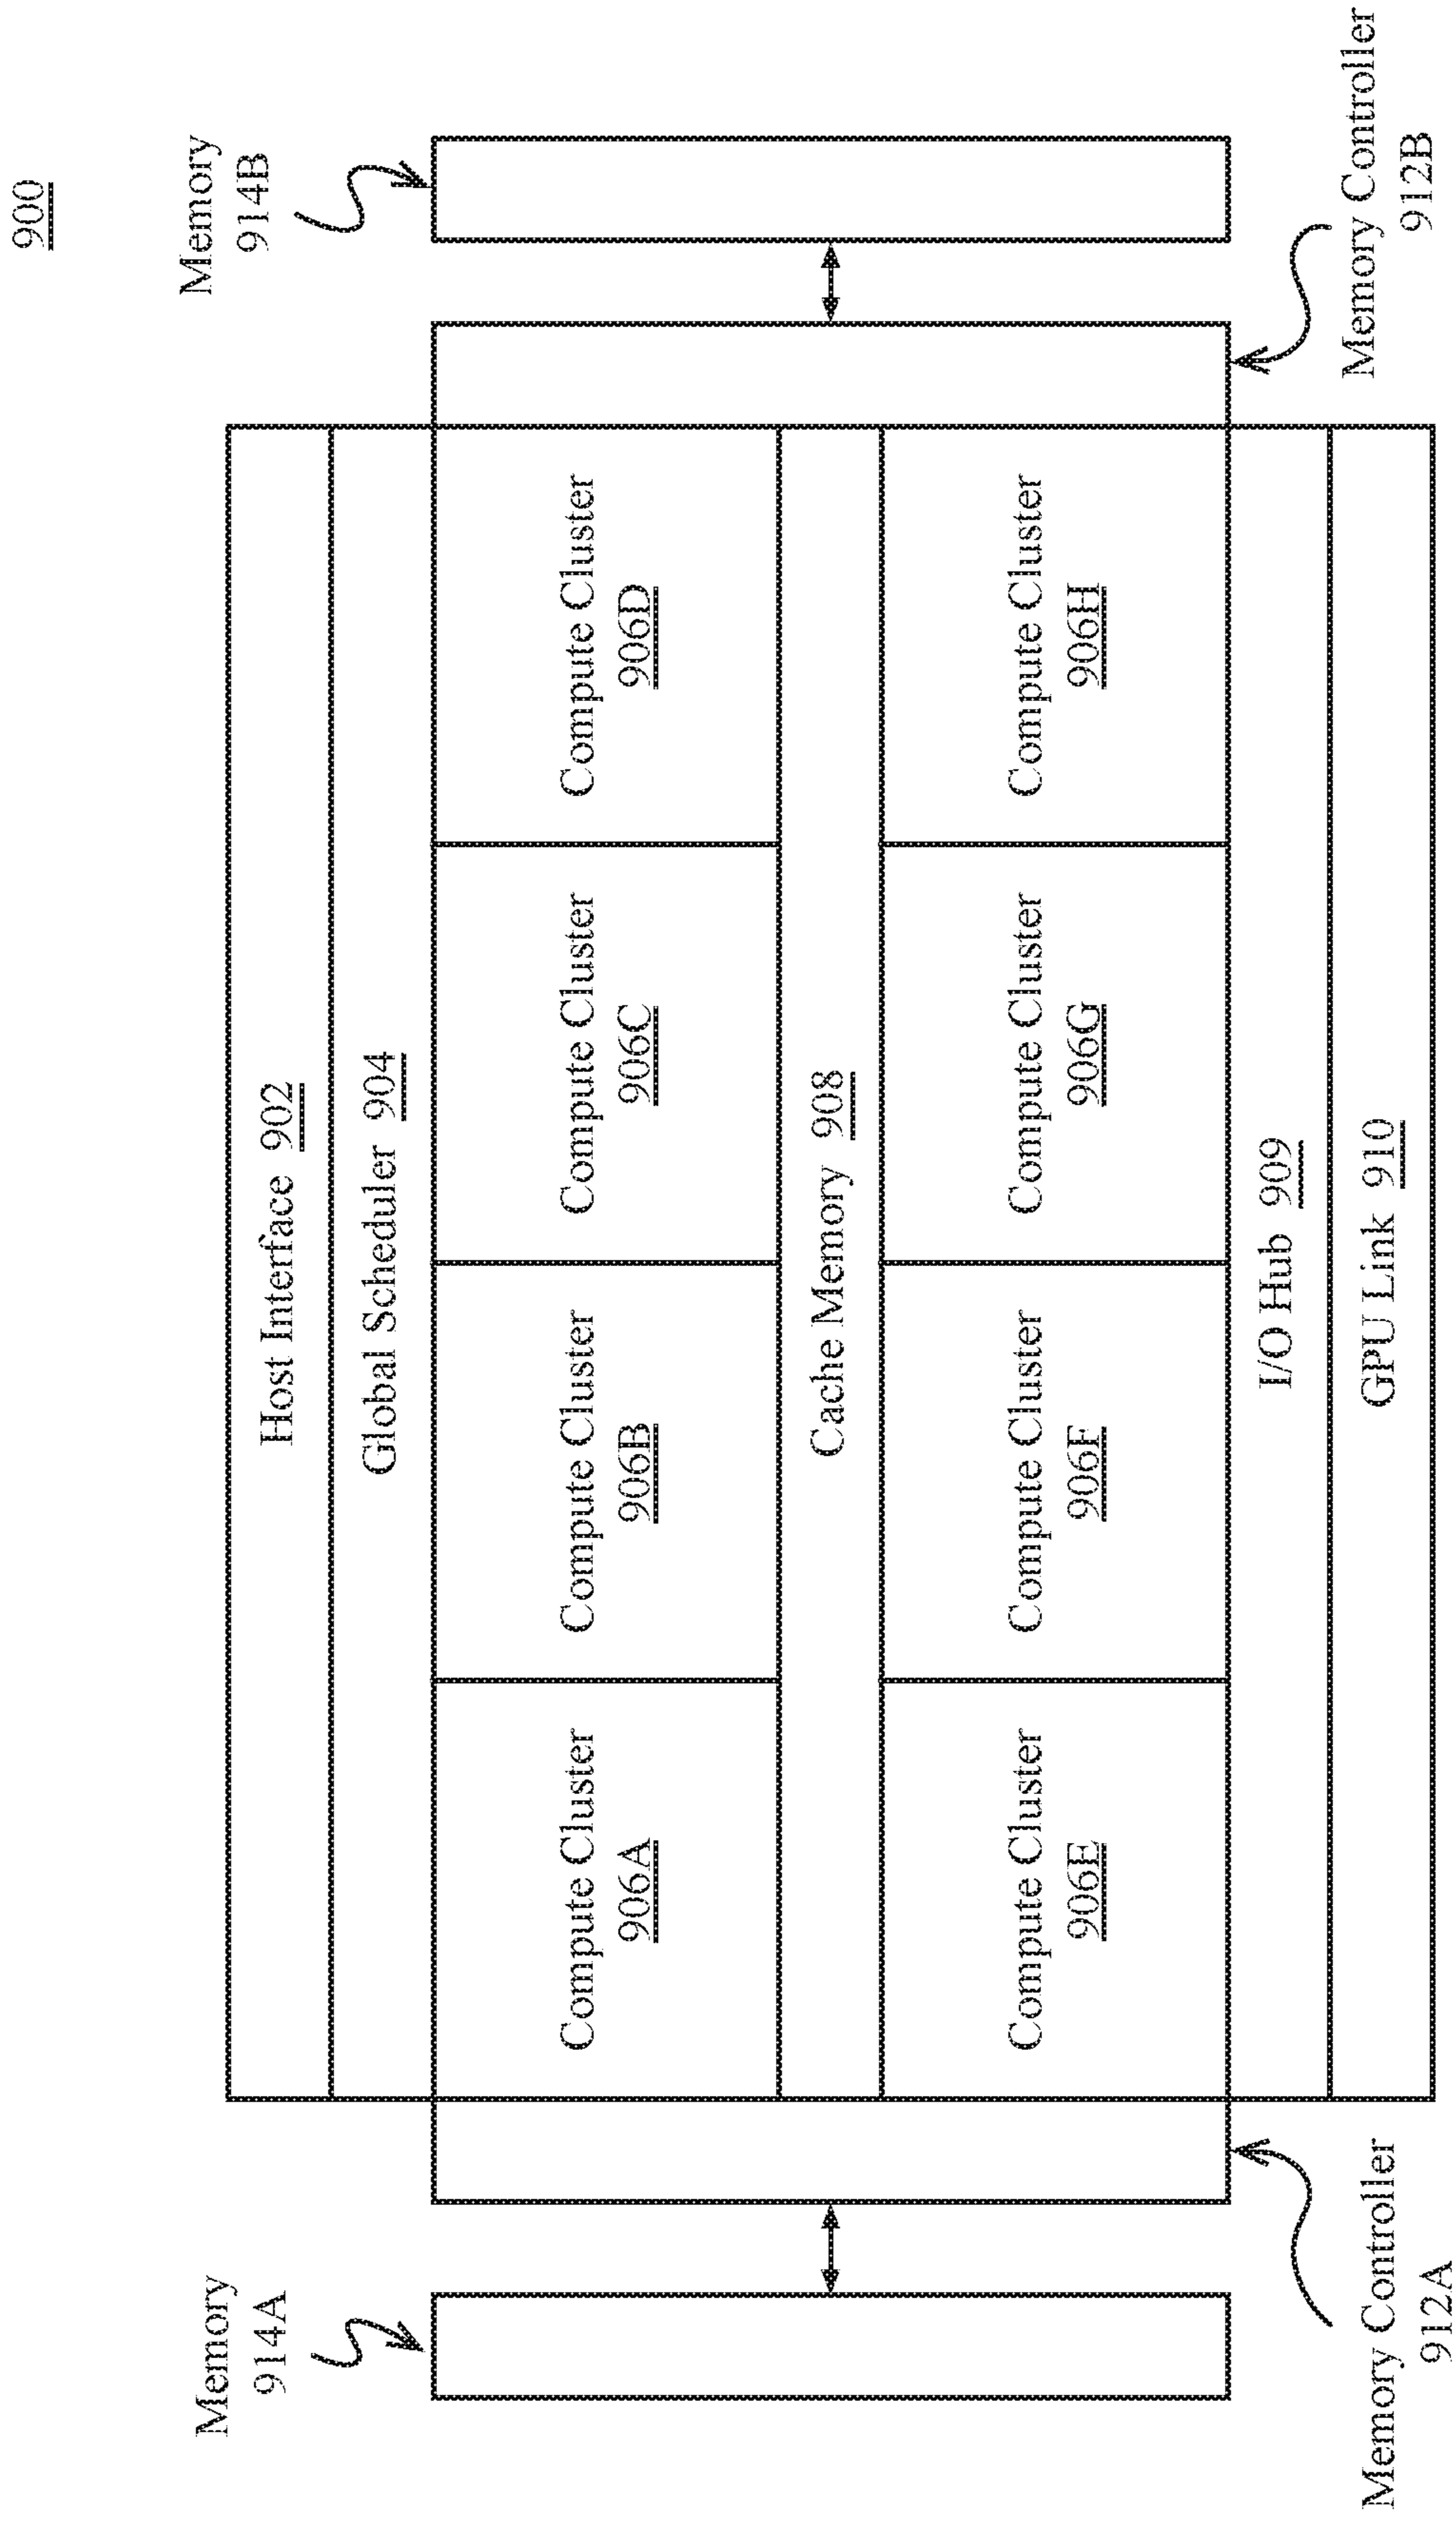 900
Memory
914B
Memory
914A
Host Interface 902
Global Scheduler 904
Compute Cluster
906A
Compute Cluster
906B
Compute Cluster
906C
Compute Cluster
906D
Cache Memory 908
Compute Cluster
906E
Compute Cluster
906F
Compute Cluster
906G
Compute Cluster
906H
I/O Hub 909
GPU Link 910
Memory Controller
912A
Memory Controller
912B